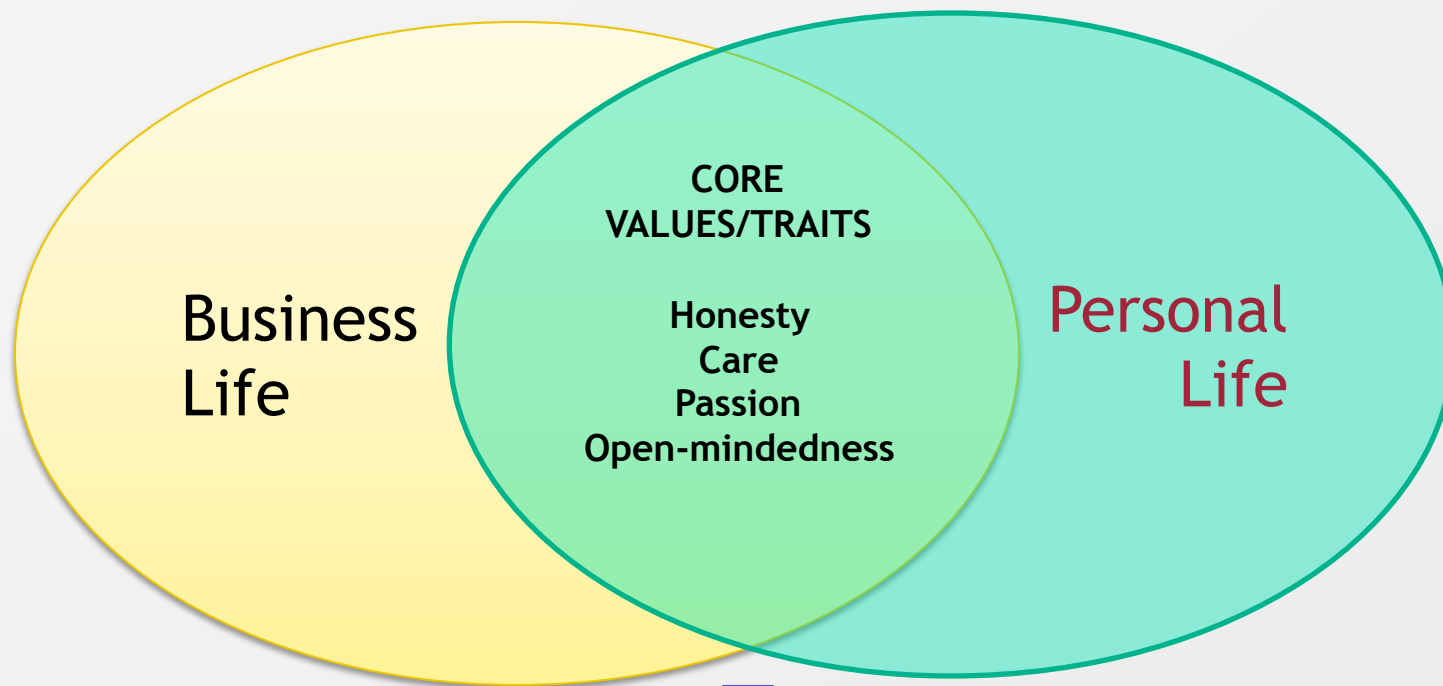 Business
Life
CORE
VALUES/TRAITS
Honesty
Care
Passion
Open-mindedness
Personal
Life